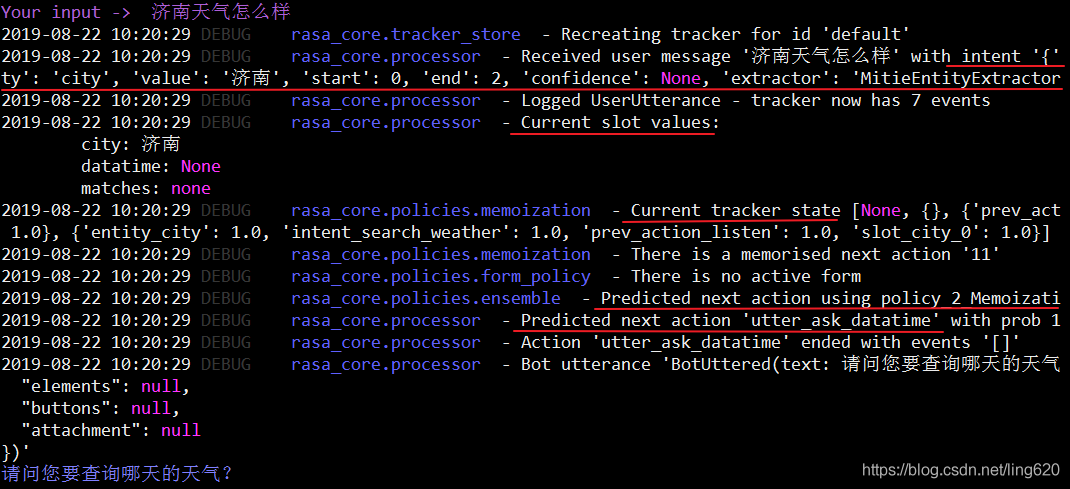 Your input ->  济南天气怎么样
2019-08-22 10:20:29 DEBUG    rasa_core.tracker_store  - Recreating tracker for id 'default'
2019-08-22 10:20:29 DEBUG    rasa_core.processor  - Received user message '济南天气怎么样' with intent '{'
ty': 'city', 'value': '济南', 'start': 0, 'end': 2, 'confidence': None, 'extractor': 'MitieEntityExtractor
2019-08-22 10:20:29 DEBUG    rasa_core.processor  - Logged UserUtterance - tracker now has 7 events
2019-08-22 10:20:29 DEBUG    rasa_core.processor  - Current slot values:
city: 济南
datatime: None
matches: none
2019-08-22 10:20:29 DEBUG    rasa_core.policies.memoization  - Current tracker state [None, {}, {'prev_act
1.0}, {'entity_city': 1.0, 'intent_search_weather': 1.0, 'prev_action_listen': 1.0, 'slot_city_0': 1.0}]
2019-08-22 10:20:29 DEBUG    rasa_core.policies.memoization  - There is a memorised next action '11'
2019-08-22 10:20:29 DEBUG    rasa_core.policies.form_policy  - There is no active form
2019-08-22 10:20:29 DEBUG    rasa_core.policies.ensemble  - Predicted next action using policy_2_Memoizati
2019-08-22 10:20:29 DEBUG    rasa_core.processor  - Predicted next action 'utter_ask_datatime' with prob 1
2019-08-22 10:20:29 DEBUG    rasa_core.processor  - Action 'utter_ask_datatime' ended with events '[]'
2019-08-22 10:20:29 DEBUG    rasa_core.processor  - Bot utterance 'BotUttered(text: 请问您要查询哪天的天气
"elements": null,
"buttons": null,
"attachment": null
})'
请问您要查询哪天的天气?
https://blog.csdn.net/ling620